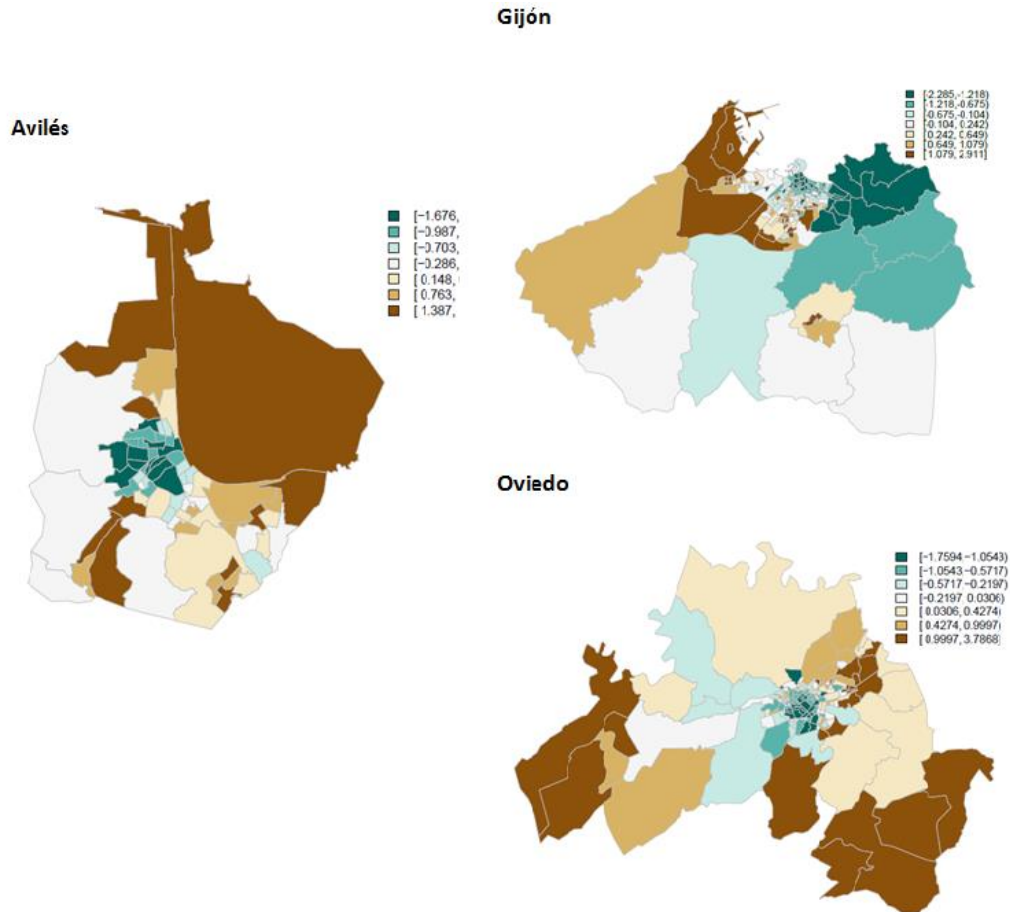 Gijón
[-2.285,-1.218)
[-1.218,-0.675)
[-0.675,-0.104)
[-0.104, 0.242)
[ 0.242, 0.649)
[ 0.649, 1.079)
[ 1.079, 2.911]
Avilés
[-1.676,
[-0.987,
[-0.703,
[-0.286,
[ 0.148,
[ 0.763,
[ 1.387,
Oviedo
[-1.7594 -1.0543)
[-1.0543 -0.5717)
[-0.5717 -0.2197)
[-0.2197, 0.0306)
[ 0.0306, 0.4274)
[ 0.4274, 0.9997)
[ 0.9997, 3.7868]